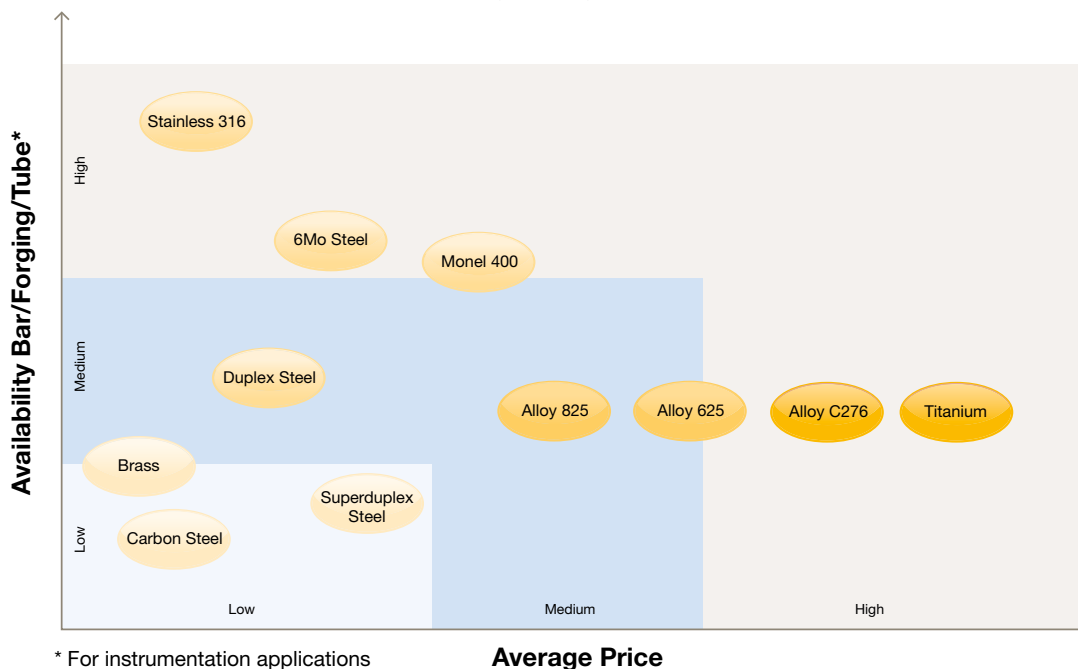 Availability Bar/Forging/Tube*
High
Medium
Low
Stainless 316
6Mo Steel
Monel 400
Duplex Steel
Alloy 825
Alloy 625
Alloy C276
Titanium
Brass
Superduplex
Steel
Carbon Steel
Low
Medium
High
* For instrumentation applications
Average Price